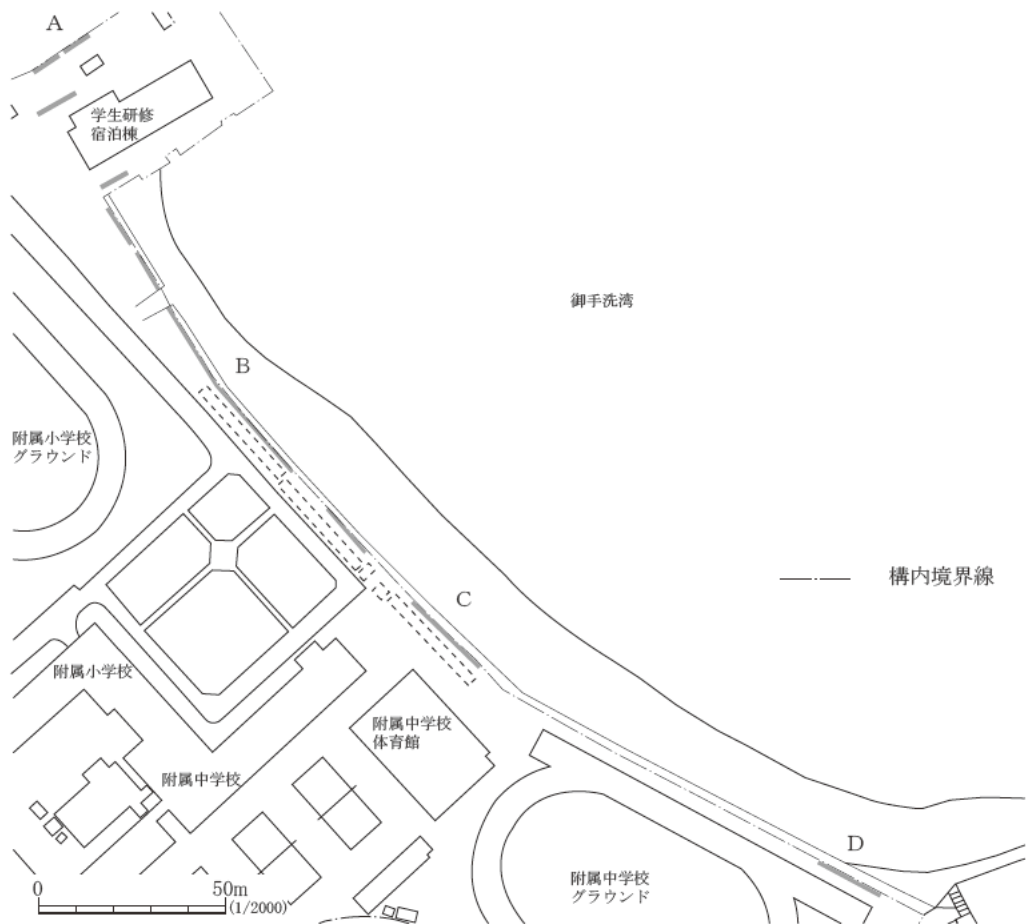 A
学生研修
宿泊棟
御手洗湾
B
附属小学校
グラウンド
構内境界線
C
附属小学校
附属中学校
体育館
附属中学校
D
附属中学校
グラウンド
0
50m
(1/2000)